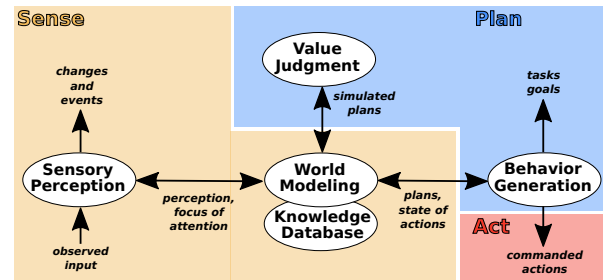 Sense
Plan
changes
and
events
Value
Judgment
simulated
plans
tasks
goals
Sensory
Perception
World
Modeling
Behavior
Generation
perception,
focus of
attention
plans,
state of
actions
Knowledge
Database
Act
observed
input
commanded
actions